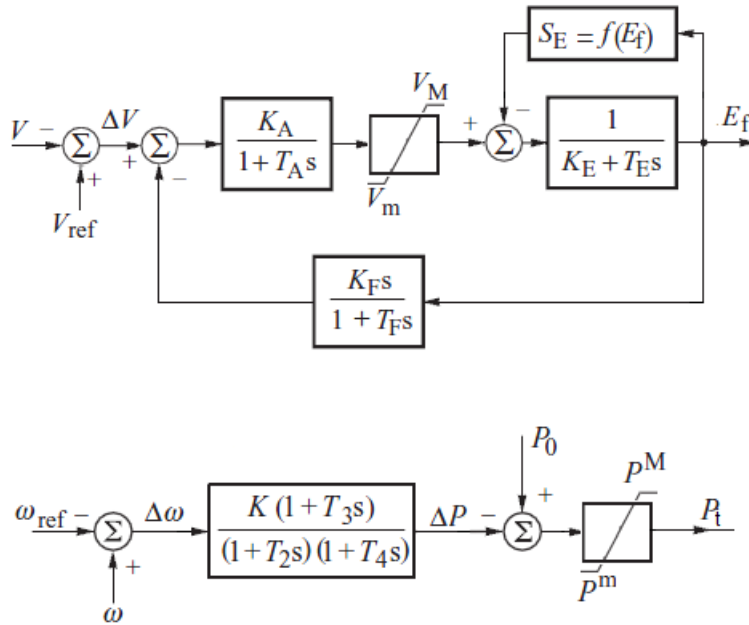 S_E = f(E_f)
V_M
V − ΔV
Σ + Σ
K_A
1 + T_A s
+ Σ −
1
K_E + T_E s
E_f
+ −
V_m
V_ref
K_F s
1 + T_F s
P_0
P^M
ω_ref − Δω
Σ
K (1+T_3 s)
(1+T_2 s) (1+T_4 s)
ΔP − Σ +
P_t
+
P^m
ω